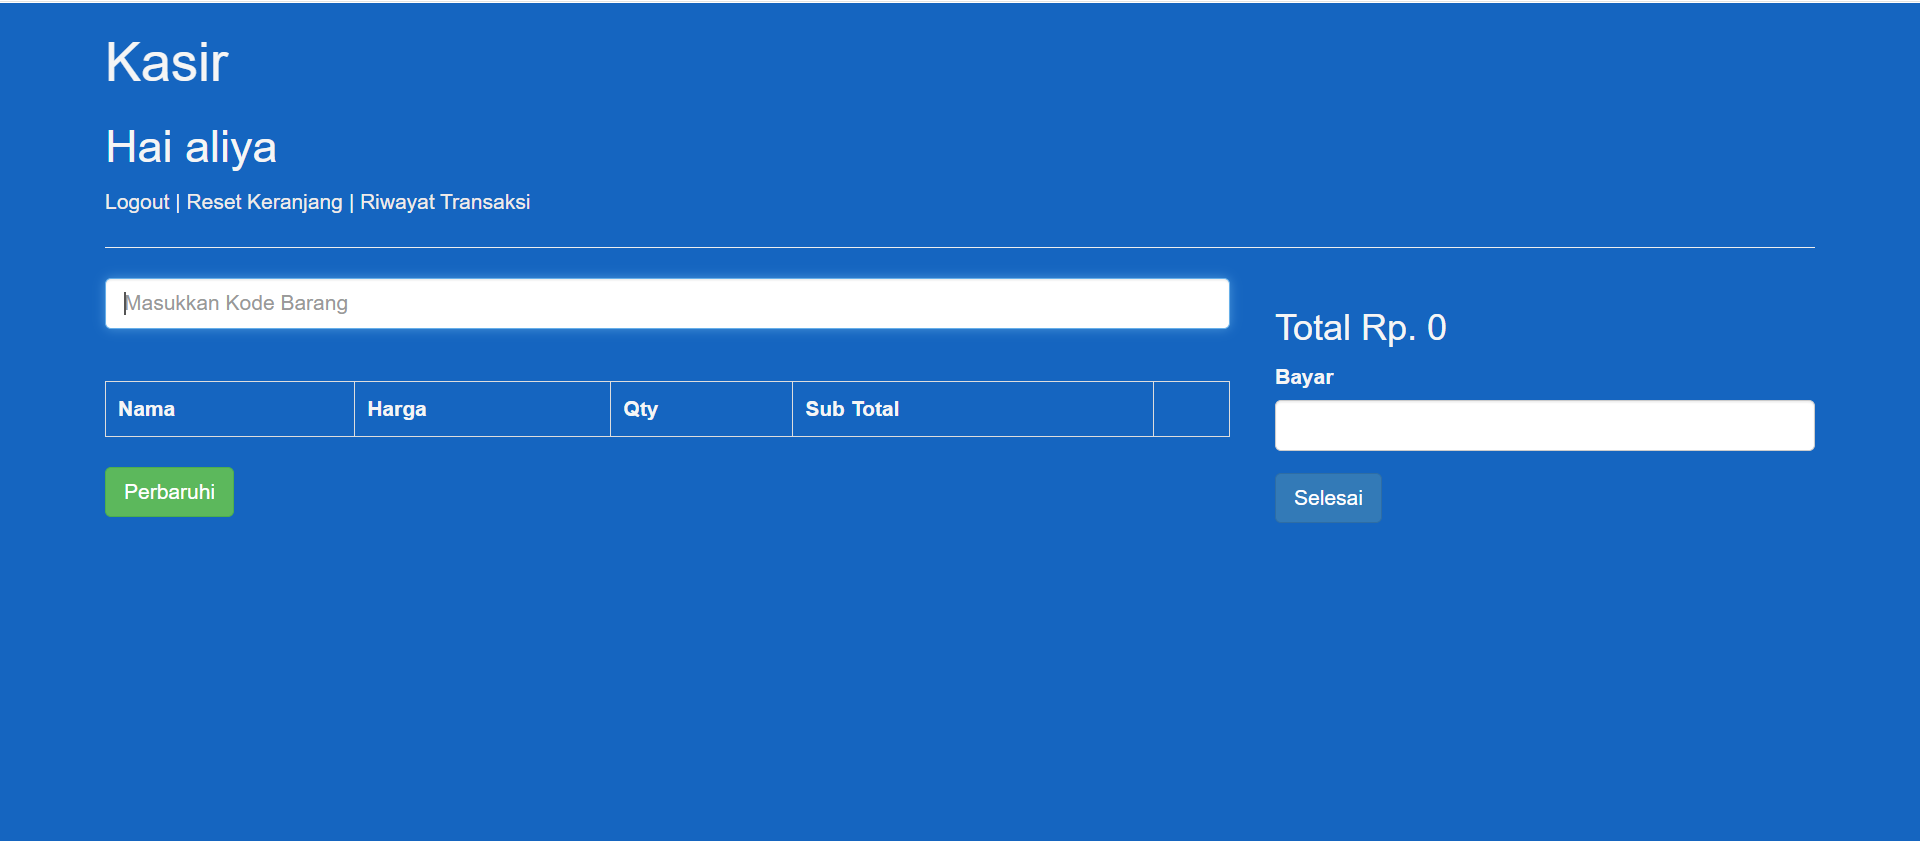 Kasir
Hai aliya
Logout | Reset Keranjang | Riwayat Transaksi
Masukkan Kode Barang
Nama Harga Qty Sub Total
Perbaruhi
Total Rp. 0
Bayar
Selesai